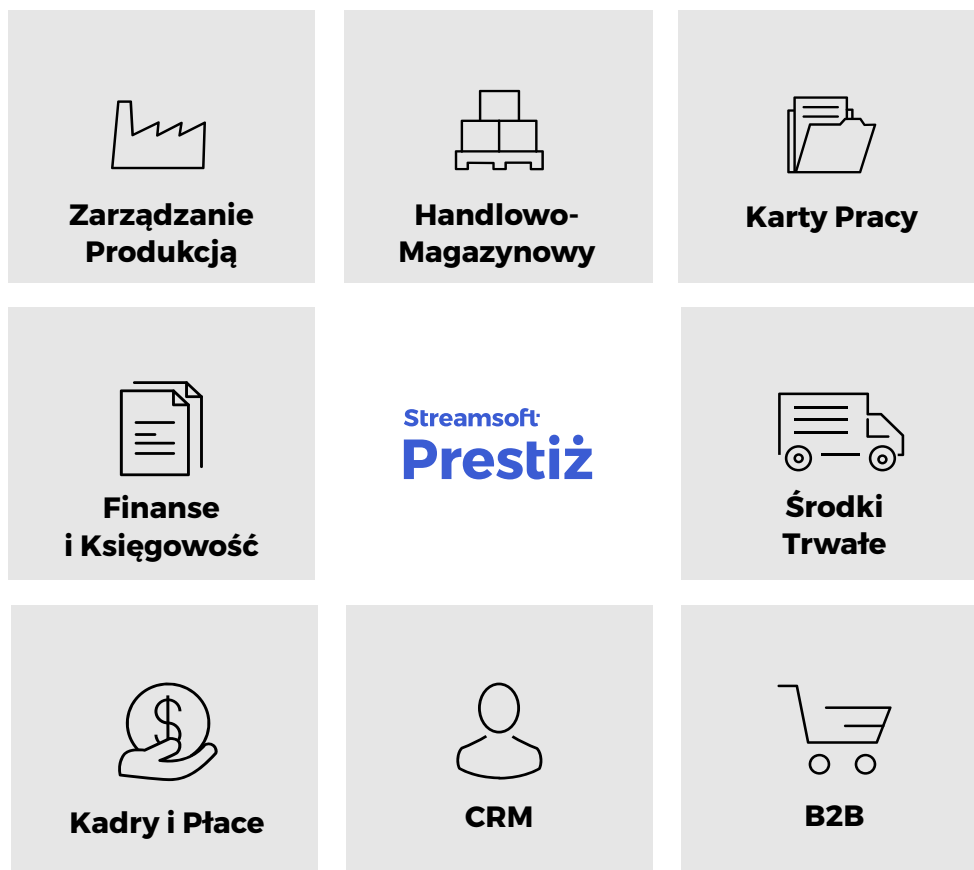 Zarządzanie
Produkcją
Handlowo-
Magazynowy
Karty Pracy
Finanse
i Księgowość
Streamsoft
Prestiż
Środki
Trwałe
Kadry i Płace
CRM
B2B